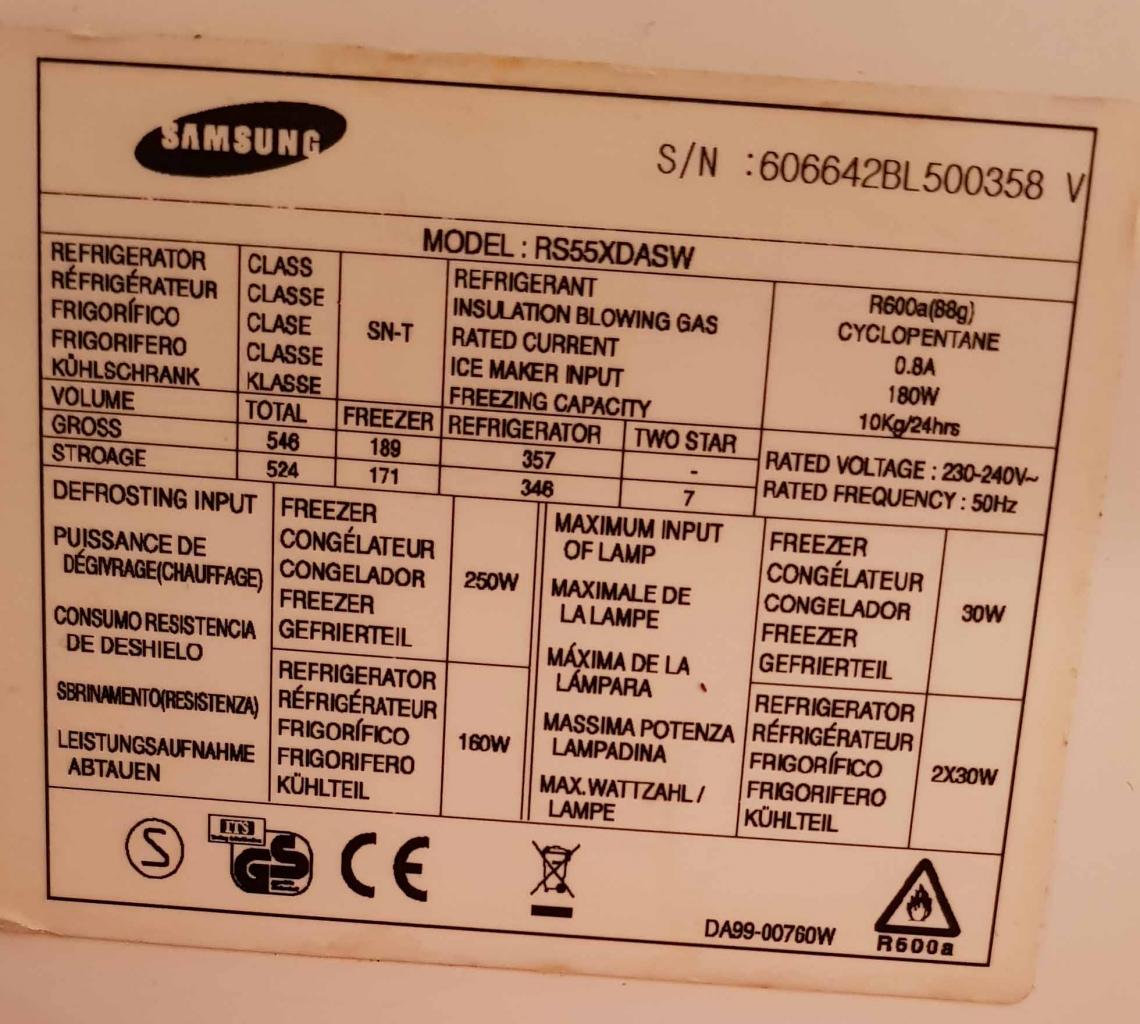 SAMSUNG
S/N :606642BL500358 V
MODEL : RS55XDASW
REFRIGERATOR
RÉFRIGÉRATEUR
FRIGORÍFICO
FRIGORIFERO
KÜHLSCHRANK
CLASS
CLASSE
CLASE
CLASSE
KLASSE
SN-T
REFRIGERANT
INSULATION BLOWING GAS
RATED CURRENT
ICE MAKER INPUT
FREEZING CAPACITY
R600a(88g)
CYCLOPENTANE
0.8A
180W
10Kg/24hrs
VOLUME TOTAL FREEZER REFRIGERATOR TWO STAR
GROSS 546 189 357 -
STROAGE 524 171 346 7
RATED VOLTAGE : 230-240V~
RATED FREQUENCY : 50Hz
DEFROSTING INPUT
PUISSANCE DE
DÉGIVRAGE(CHAUFFAGE)
CONSUMO RESISTENCIA
DE DESHIELO
SBRINAMENTO(RESISTENZA)
LEISTUNGSAUFNAHME
ABTAUEN
FREEZER
CONGÉLATEUR
CONGELADOR
FREEZER
GEFRIERTEIL
250W
REFRIGERATOR
RÉFRIGÉRATEUR
FRIGORÍFICO
FRIGORIFERO
KÜHLTEIL
160W
MAXIMUM INPUT
OF LAMP
MAXIMALE DE
LA LAMPE
MÁXIMA DE LA
LÁMPARA
MASSIMA POTENZA
LAMPADINA
MAX. WATTZAHL /
LAMPE
FREEZER
CONGÉLATEUR
CONGELADOR
FREEZER
GEFRIERTEIL
30W
REFRIGERATOR
RÉFRIGÉRATEUR
FRIGORÍFICO
FRIGORIFERO
KÜHLTEIL
2X30W
S
ITS
GS
CE
DA99-00760W
R600a